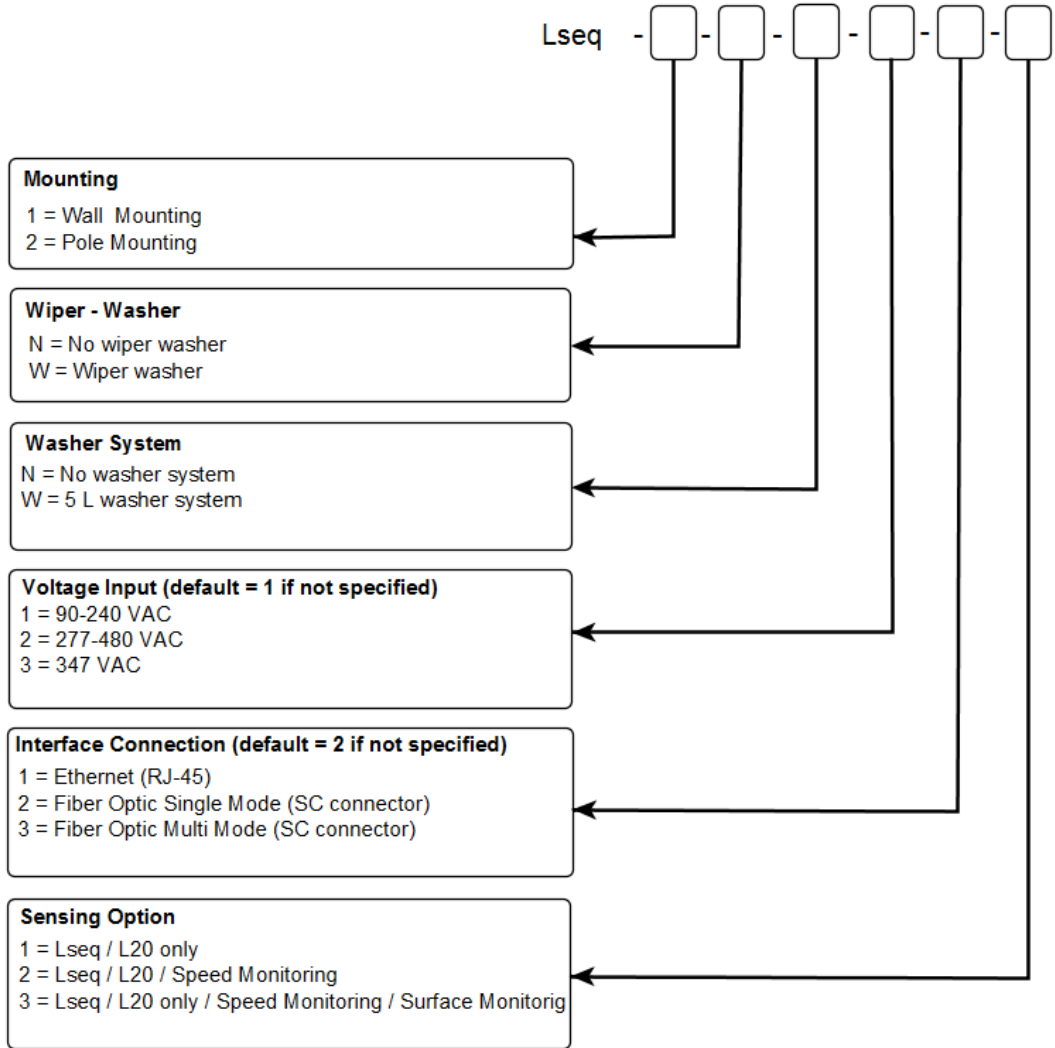 Lseq - - - - - -
Mounting
1 = Wall Mounting
2 = Pole Mounting
Wiper - Washer
N = No wiper washer
W = Wiper washer
Washer System
N = No washer system
W = 5 L washer system
Voltage Input (default = 1 if not specified)
1 = 90-240 VAC
2 = 277-480 VAC
3 = 347 VAC
Interface Connection (default = 2 if not specified)
1 = Ethernet (RJ-45)
2 = Fiber Optic Single Mode (SC connector)
3 = Fiber Optic Multi Mode (SC connector)
Sensing Option
1 = Lseq / L20 only
2 = Lseq / L20 / Speed Monitoring
3 = Lseq / L20 only / Speed Monitoring / Surface Monitorig